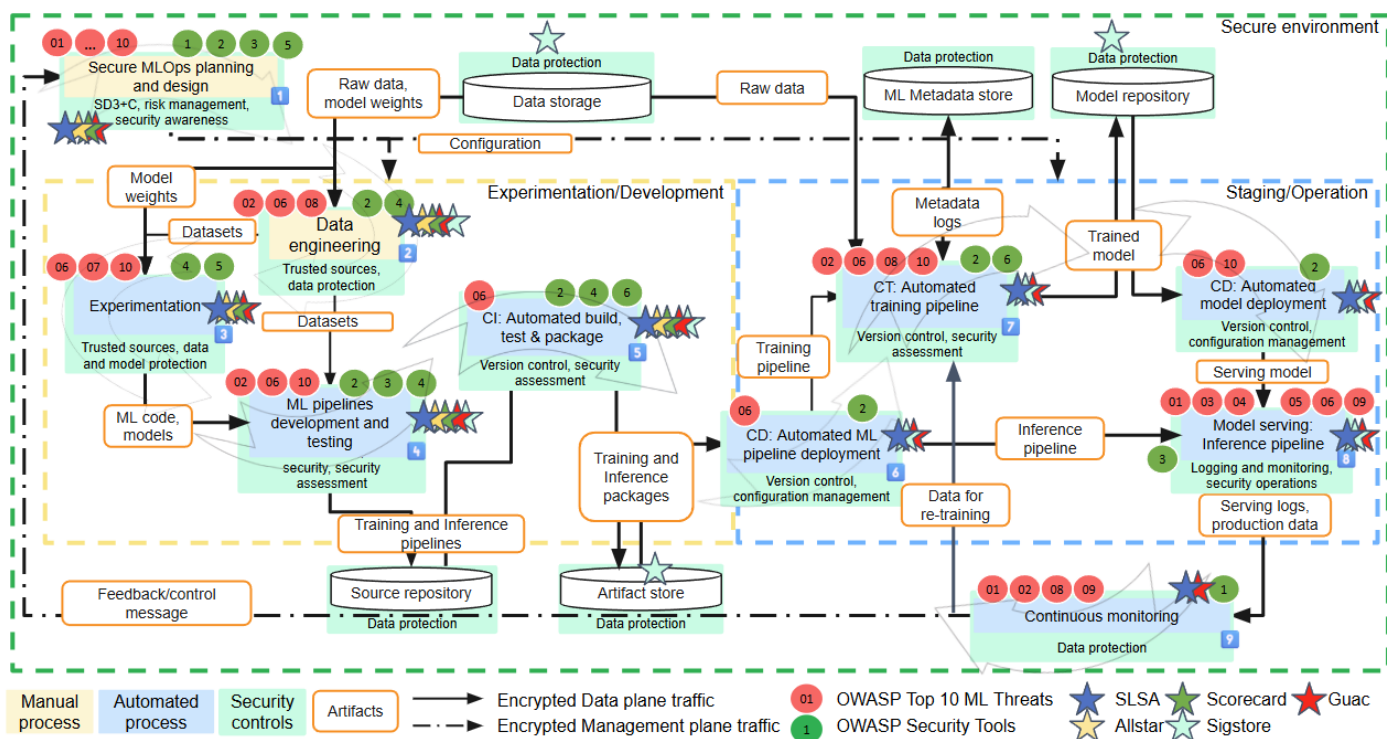 Secure environment
01 ... 10 1 2 3 5
Secure MLOps planning
and design
SD3+C, risk management,
security awareness
1
Raw data,
model weights
Data protection
Data storage
Raw data
Data protection
ML Metadata store
Data protection
Model repository
Configuration
Model
weights
Experimentation/Development
Staging/Operation
02 06 08 2 4
Data
engineering
2
Trusted sources,
data protection
Datasets
Metadata
logs
Trained
model
06 07 10 4 5
Experimentation
3
Trusted sources, data
and model protection
Datasets
06 2 4 6
CI: Automated build,
test & package
5
Version control, security
assessment
02 06 08 10 2 6
CT: Automated
training pipeline
7
Version control, security
assessment
06 10 2
CD: Automated
model deployment
Version control,
configuration management
Training
pipeline
Serving model
ML code,
models
02 06 10 2 3 4
ML pipelines
development and
testing
4
security, security
assessment
Training and
Inference
packages
06 2
CD: Automated ML
pipeline deployment
6
Version control,
configuration management
Inference
pipeline
01 03 04 05 06 09
Model serving:
Inference pipeline
3
8
Logging and monitoring,
security operations
Data for
re-training
Serving logs,
production data
Training and Inference
pipelines
Source repository
Data protection
Artifact store
Data protection
Feedback/control
message
01 02 08 09 1
Continuous monitoring
9
Data protection
Manual
process
Automated
process
Security
controls
Artifacts
Encrypted Data plane traffic
Encrypted Management plane traffic
01 OWASP Top 10 ML Threats
1 OWASP Security Tools
SLSA
Scorecard
Guac
Allstar
Sigstore